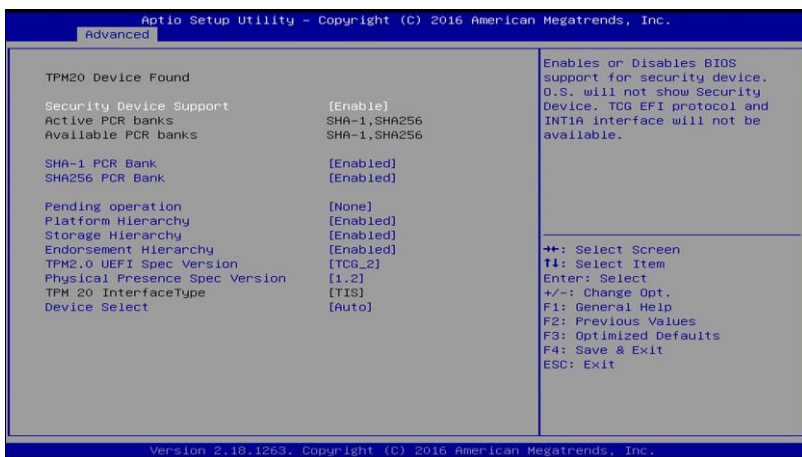 Aptio Setup Utility – Copyright (C) 2016 American Megatrends, Inc.
Advanced
TPM20 Device Found
Security Device Support [Enable]
Active PCR banks SHA-1,SHA256
Available PCR banks SHA-1,SHA256
SHA-1 PCR Bank [Enabled]
SHA256 PCR Bank [Enabled]
Pending operation [None]
Platform Hierarchy [Enabled]
Storage Hierarchy [Enabled]
Endorsement Hierarchy [Enabled]
TPM2.0 UEFI Spec Version [TCG_2]
Physical Presence Spec Version [1.2]
TPM 20 InterfaceType [TIS]
Device Select [Auto]
Enables or Disables BIOS
support for security device.
O.S. will not show Security
Device. TCG EFI protocol and
INT1A interface will not be
available.
→←: Select Screen
↑↓: Select Item
Enter: Select
+/-: Change Opt.
F1: General Help
F2: Previous Values
F3: Optimized Defaults
F4: Save & Exit
ESC: Exit
Version 2.18.1263. Copyright (C) 2016 American Megatrends, Inc.